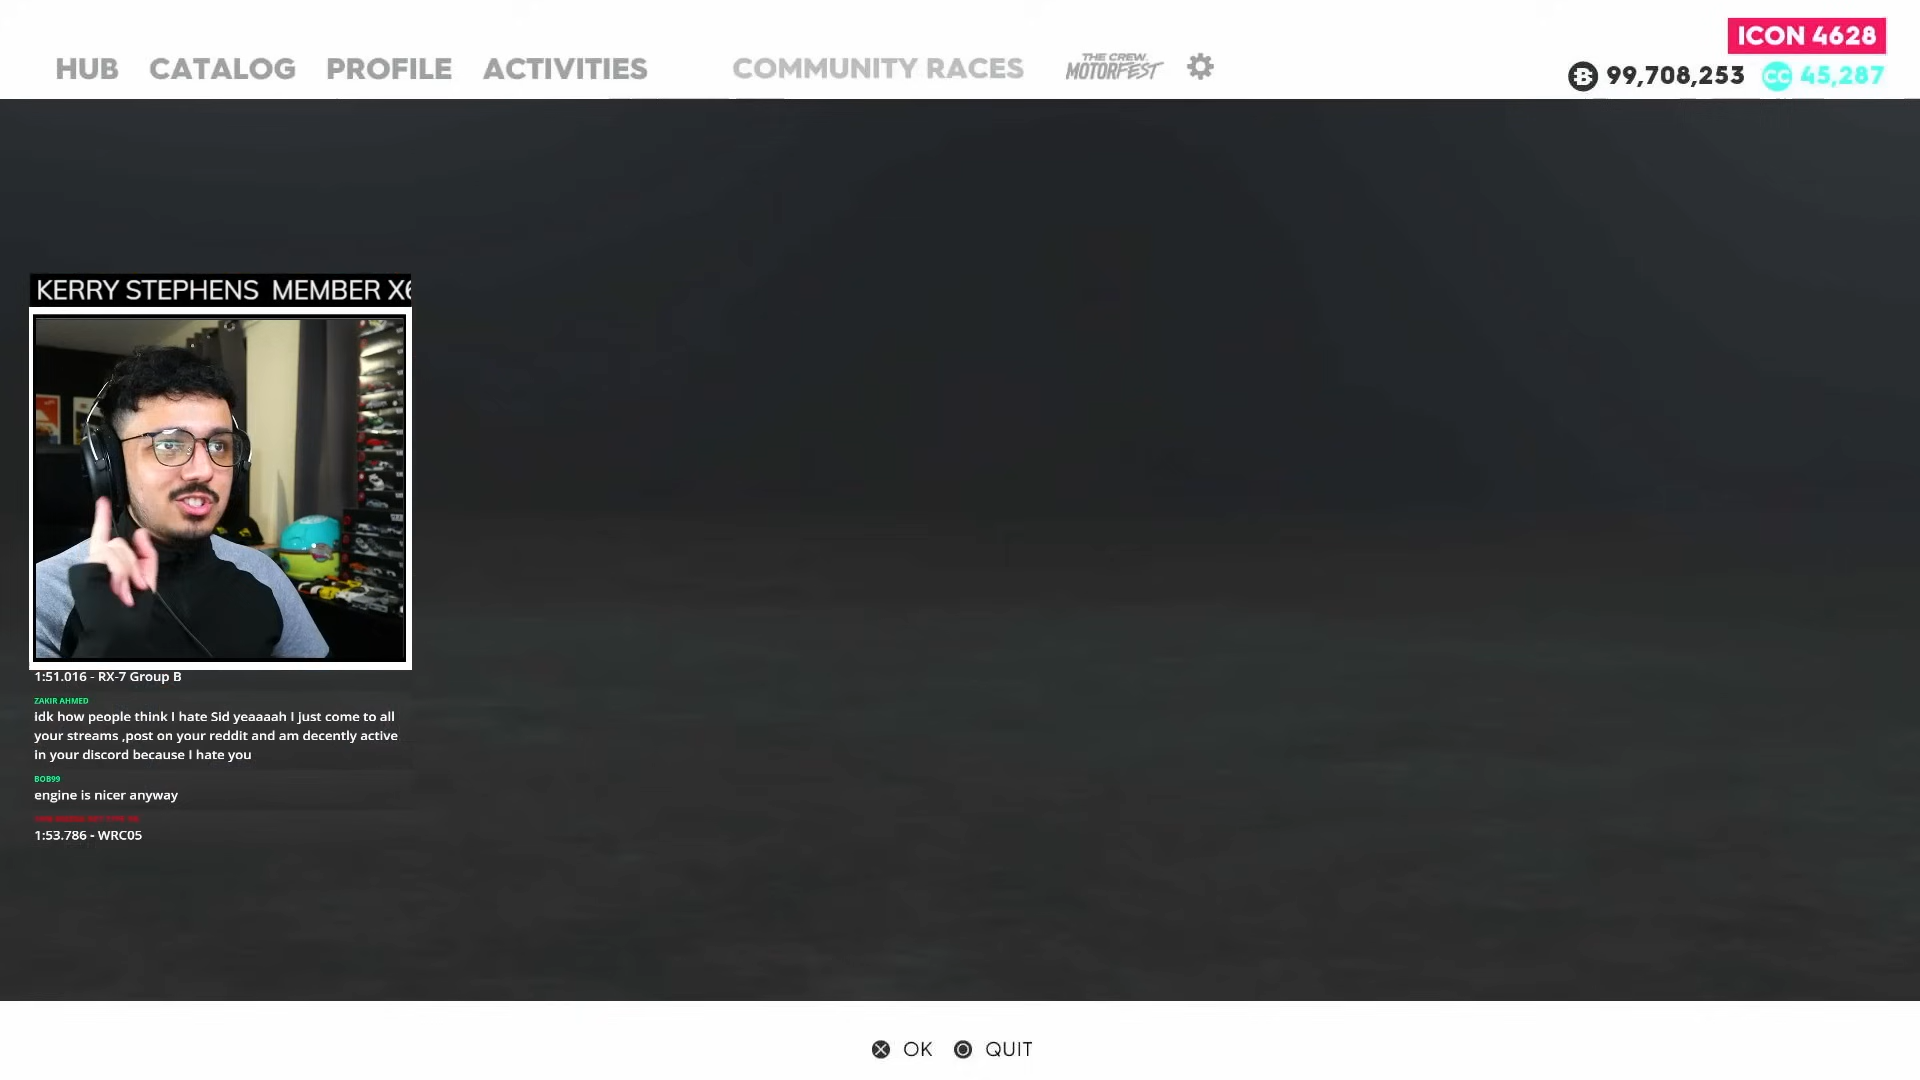 ICON 4628
HUB CATALOG PROFILE ACTIVITIES COMMUNITY RACES THE CREW MOTORFEST
99,708,253 CC 45,287
KERRY STEPHENS MEMBER X6
1:51.016 - RX-7 Group B
ZAKIR AHMED
idk how people think I hate Sid yeaaaah I just come to all
your streams ,post on your reddit and am decently active
in your discord because I hate you
BOB99
engine is nicer anyway
1:53.786 - WRC05
OK QUIT